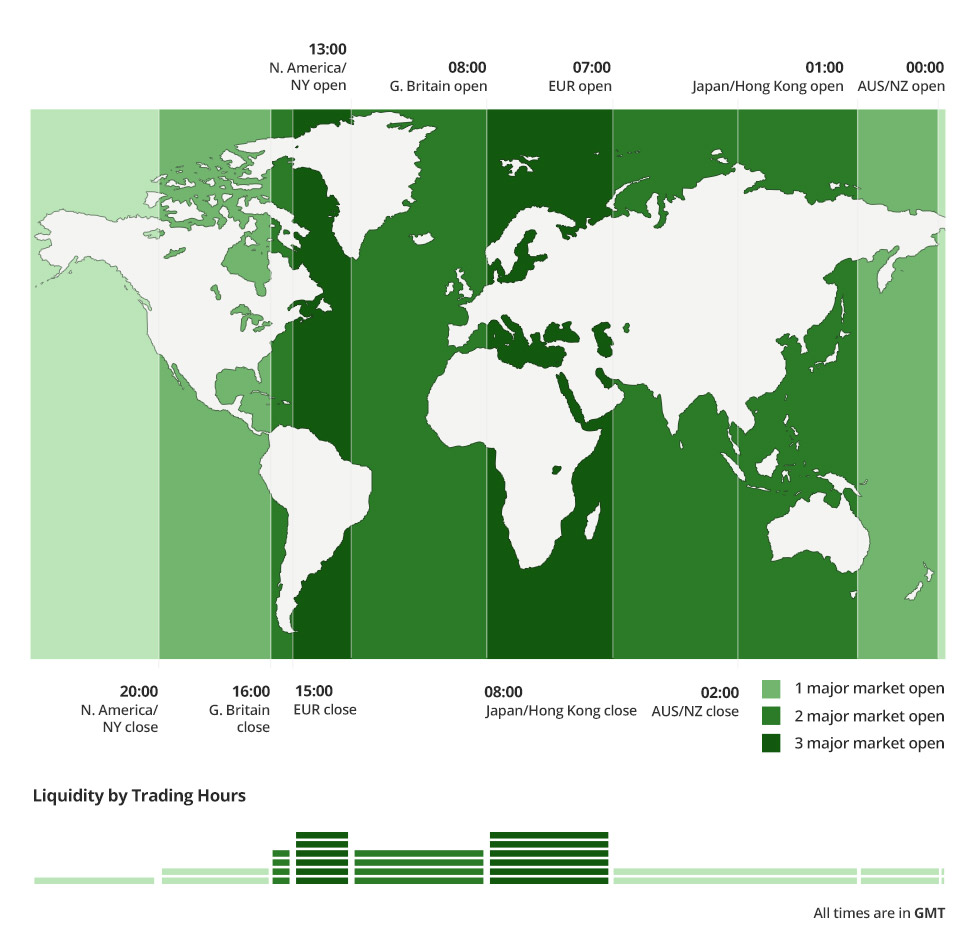 13:00
N. America/
NY open
08:00
G. Britain open
07:00
EUR open
01:00
Japan/Hong Kong open
00:00
AUS/NZ open
20:00
N. America/
NY close
16:00
G. Britain
close
15:00
EUR close
08:00
Japan/Hong Kong close
02:00
AUS/NZ close
1 major market open
2 major market open
3 major market open
Liquidity by Trading Hours
All times are in GMT